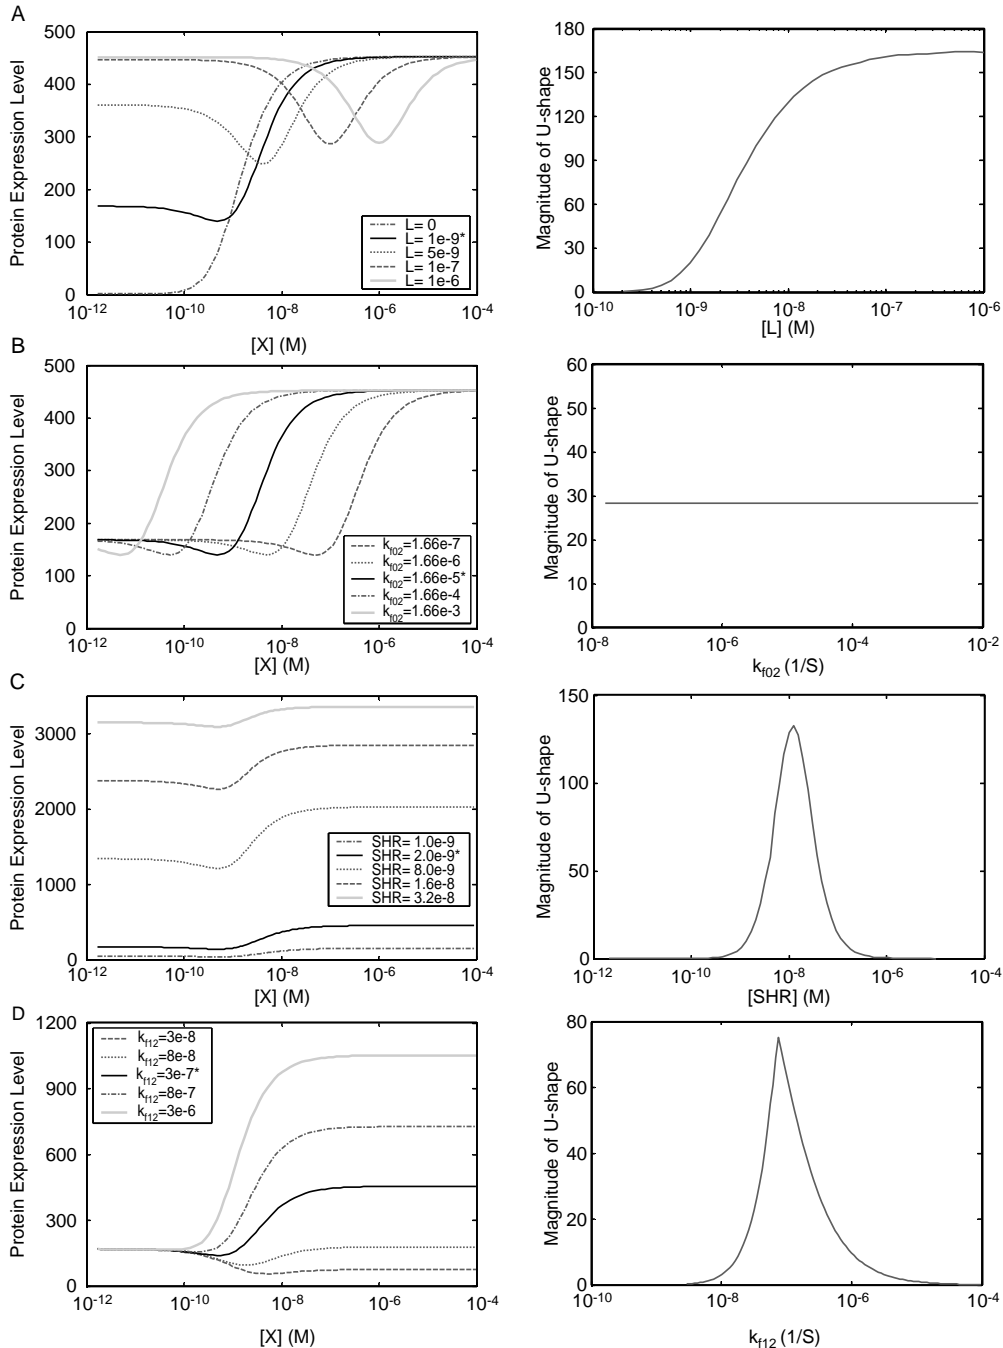 A
500
400
300
200
100
0
Protein Expression Level
L= 0
L= 1e-9*
L= 5e-9
L= 1e-7
L= 1e-6
10-12
10-10
10-8
10-6
10-4
[X] (M)
180
150
120
90
60
30
0
Magnitude of U-shape
10-10
10-9
10-8
10-7
10-6
[L] (M)
B
500
400
300
200
100
0
Protein Expression Level
kf02=1.66e-7
kf02=1.66e-6
kf02=1.66e-5*
kf02=1.66e-4
kf02=1.66e-3
10-12
10-10
10-8
10-6
10-4
[X] (M)
60
50
40
30
20
10
0
Magnitude of U-shape
10-8
10-6
10-4
10-2
kf02 (1/S)
C
3000
2000
1000
0
Protein Expression Level
SHR= 1.0e-9
SHR= 2.0e-9*
SHR= 8.0e-9
SHR= 1.6e-8
SHR= 3.2e-8
10-12
10-10
10-8
10-6
10-4
[X] (M)
150
100
50
0
Magnitude of U-shape
10-12
10-10
10-8
10-6
10-4
[SHR] (M)
D
1200
900
600
300
0
Protein Expression Level
kf12=3e-8
kf12=8e-8
kf12=3e-7*
kf12=8e-7
kf12=3e-6
10-12
10-10
10-8
10-6
10-4
[X] (M)
80
60
40
20
0
Magnitude of U-shape
10-10
10-8
10-6
10-4
kf12 (1/S)